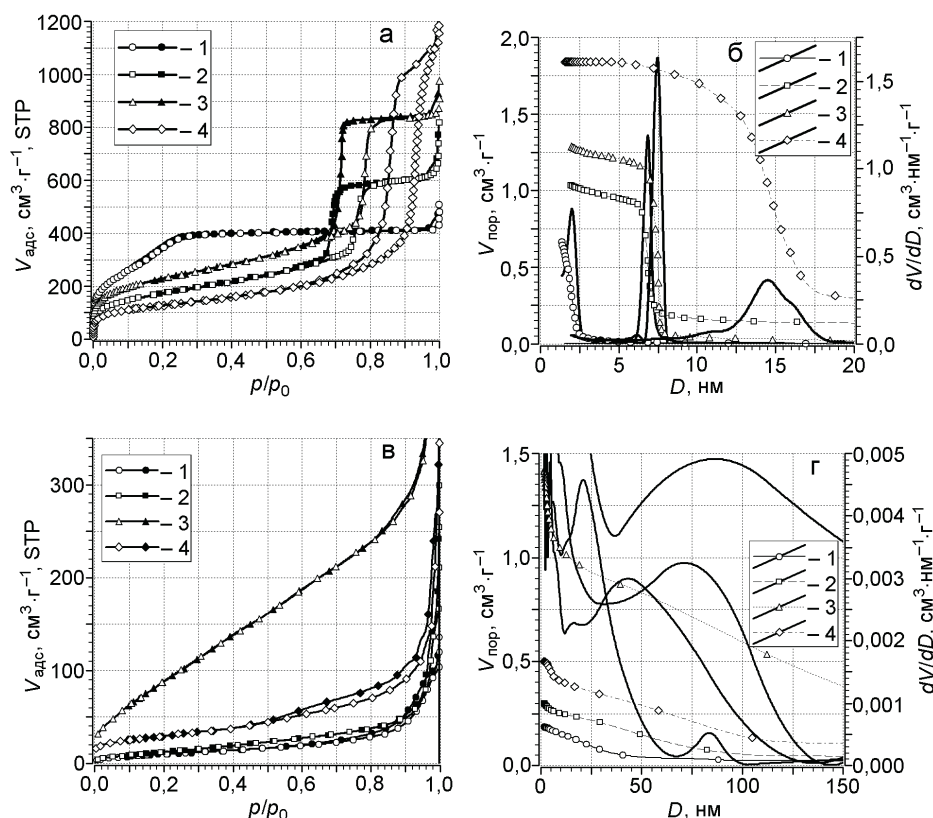 а
1200
1000
800
600
400
200
0
V_адс, см³·г⁻¹, STP
– 1
– 2
– 3
– 4
0,0 0,2 0,4 0,6 0,8 1,0
p/p₀
б
2,0
1,5
1,0
0,5
0,0
V_пор, см³·г⁻¹
– 1
– 2
– 3
– 4
1,5
1,0
0,5
0,0
dV/dD, см³·нм⁻¹·г⁻¹
0 5 10 15 20
D, нм
в
300
200
100
0
V_адс, см³·г⁻¹, STP
– 1
– 2
– 3
– 4
0,0 0,2 0,4 0,6 0,8 1,0
p/p₀
г
1,5
1,0
0,5
0,0
V_пор, см³·г⁻¹
– 1
– 2
– 3
– 4
0,005
0,004
0,003
0,002
0,001
0,000
dV/dD, см³·нм⁻¹·г⁻¹
0 25 50 75 100 125 150
D, нм